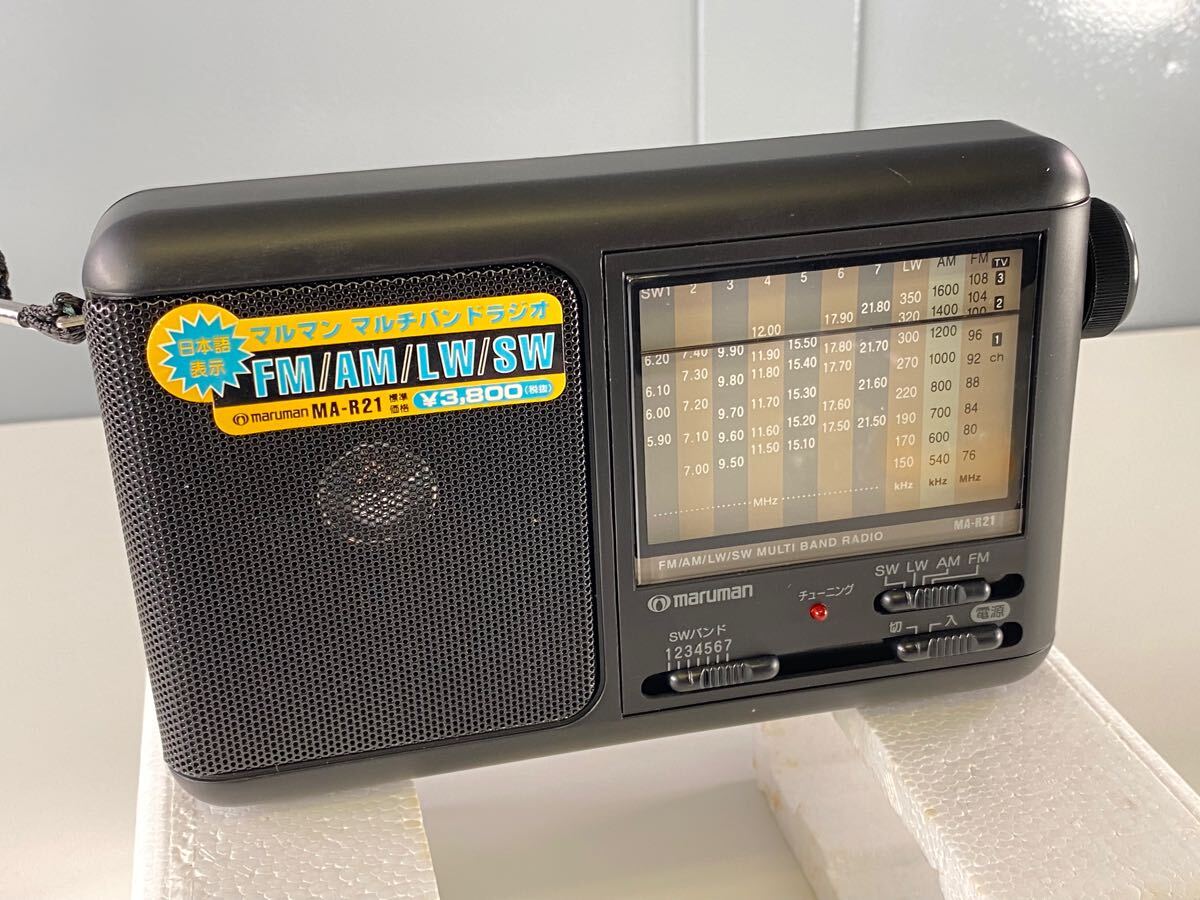 日本語
表示
マルマン マルチバンドラジオ
FM/AM/LW/SW
maruman MA-R21 標準価格 ¥3,800(税抜)
SW1 2 3 4 5 6 7 LW AM FM TV
12.00 17.90 21.80 350 1600 108 3
320 1400 104 2
100
6.20 7.40 9.90 11.90 15.50 17.80 21.70 300 1200 96 1
6.10 7.30 9.80 11.80 15.40 17.70 270 1000 92 ch
6.00 7.20 9.70 11.70 15.30 17.60 21.60 220 800 88
5.90 7.10 9.60 11.60 15.20 17.50 21.50 190 700 84
7.00 9.50 11.50 15.10 170 600 80
150 540 76
MHz kHz kHz MHz
MA-R21
FM/AM/LW/SW MULTI BAND RADIO
maruman
チューニング
SW LW AM FM
切 入 電源
SWバンド
1234567